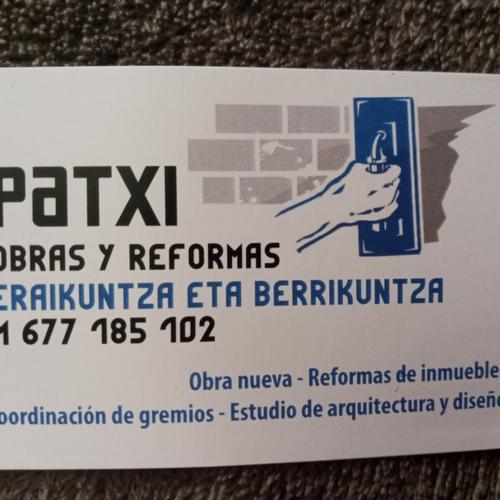 PATXI
OBRAS Y REFORMAS
ERAIKUNTZA ETA BERRIKUNTZA
677 185 102
Obra nueva - Reformas de inmueble
oordinación de gremios - Estudio de arquitectura y diseño